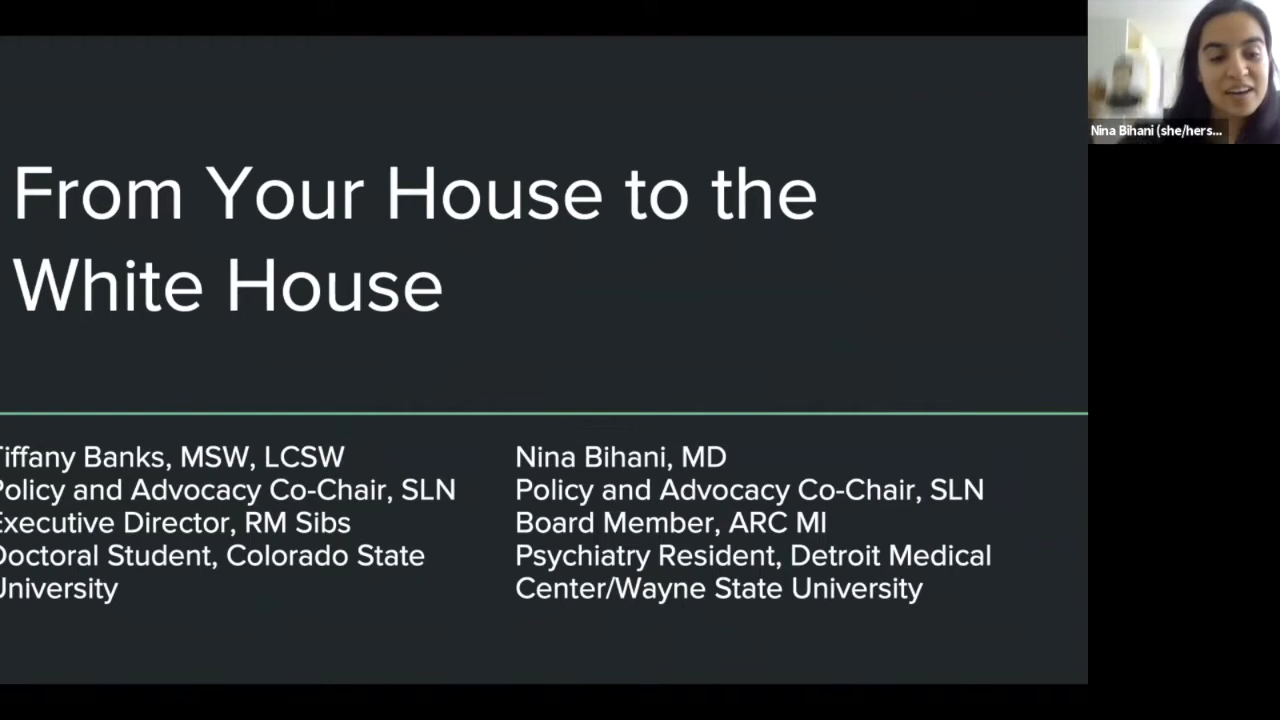 From Your House to the
White House
Tiffany Banks, MSW, LCSW
Policy and Advocacy Co-Chair, SLN
Executive Director, RM Sibs
Doctoral Student, Colorado State
University
Nina Bihani, MD
Policy and Advocacy Co-Chair, SLN
Board Member, ARC MI
Psychiatry Resident, Detroit Medical
Center/Wayne State University
Nina Bihani (she/hers...